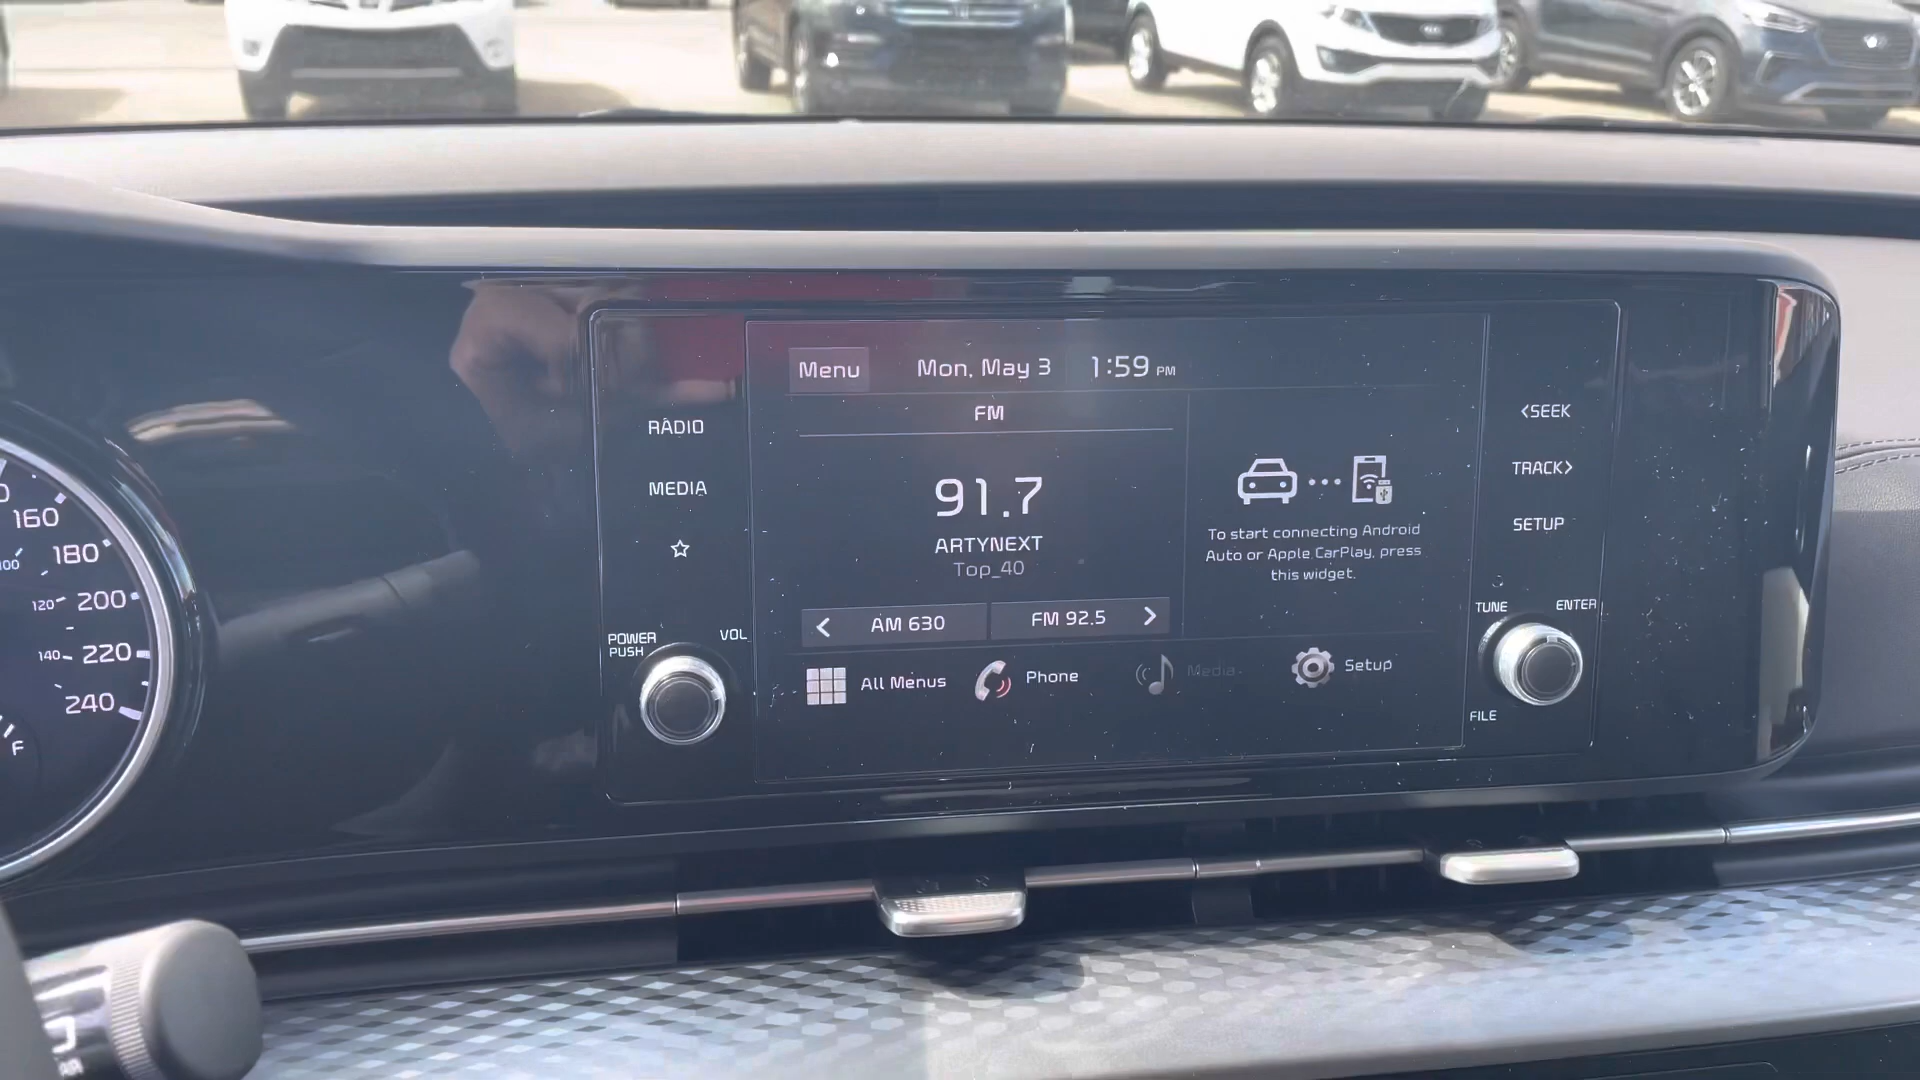 Menu Mon, May 3 1:59 PM
FM
91.7
ARTYNEXT
Top_40
< AM 630 FM 92.5 >
To start connecting Android
Auto or Apple CarPlay, press
this widget.
All Menus Phone Media Setup
RADIO
MEDIA
POWER
PUSH
VOL
<SEEK
TRACK>
SETUP
TUNE ENTER
FILE
160
180
200
220
240
100
120
140
F